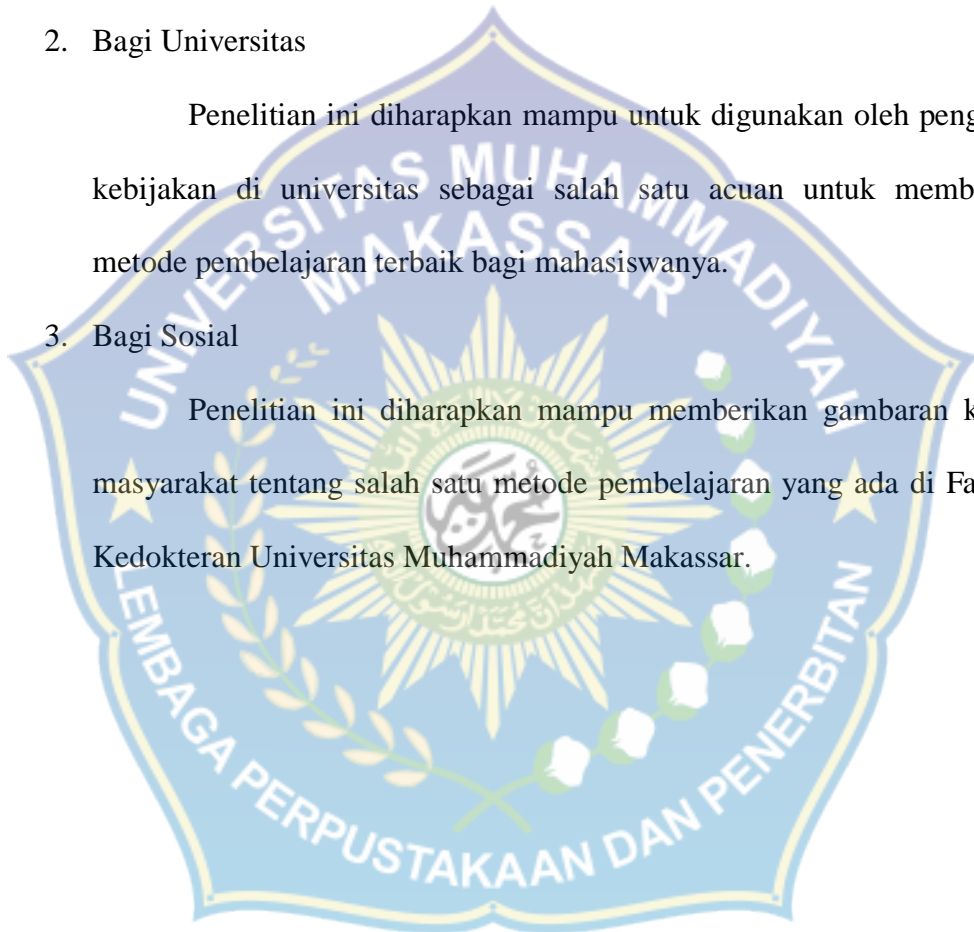 2. Bagi Universitas
Penelitian ini diharapkan mampu untuk digunakan oleh peng
kebijakan di universitas sebagai salah satu acuan untuk memb
metode pembelajaran terbaik bagi mahasiswanya.
3. Bagi Sosial
Penelitian ini diharapkan mampu memberikan gambaran k
masyarakat tentang salah satu metode pembelajaran yang ada di Fa
Kedokteran Universitas Muhammadiyah Makassar.
UNIVERSITAS MUHAMMADIYAH
MAKASSAR
LEMBAGA PERPUSTAKAAN DAN PENERBITAN